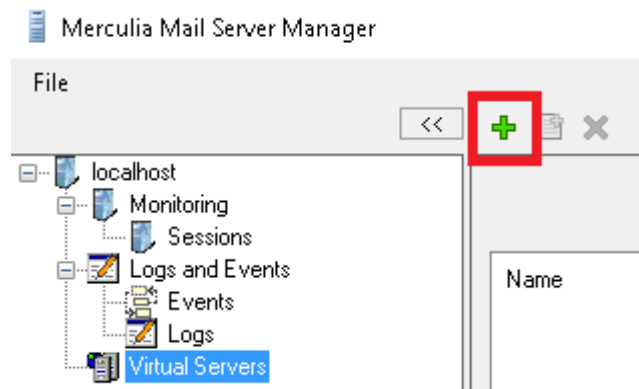 Merculia Mail Server Manager
File
<<
localhost
Monitoring
Sessions
Logs and Events
Name
Events
Logs
Virtual Servers